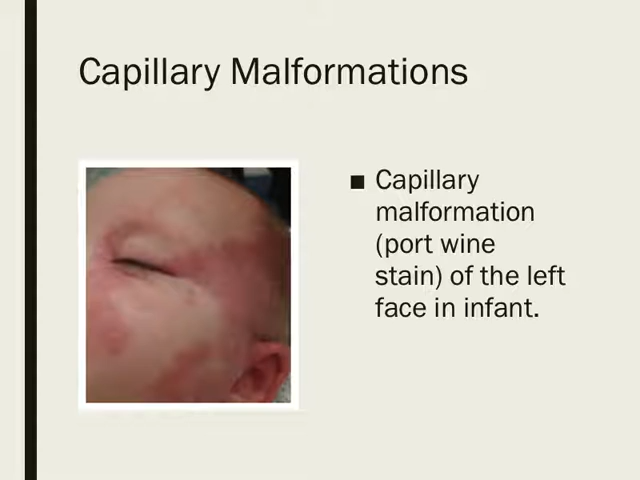 Capillary Malformations
■ Capillary
malformation
(port wine
stain) of the left
face in infant.